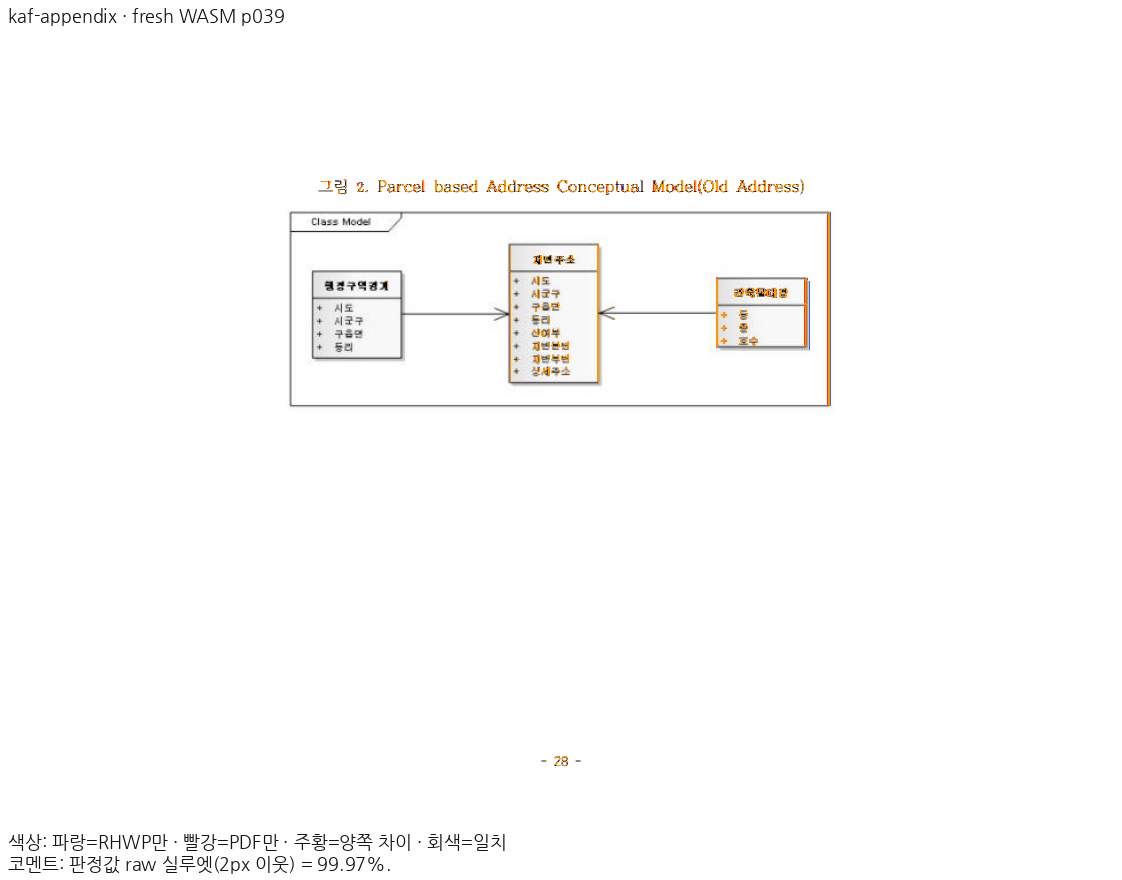 kaf-appendix · fresh WASM p039
그림 2. Parcel based Address Conceptual Model(Old Address)
Class Model
행정구역경계
+ 시도
+ 시군구
+ 구읍면
+ 동리
지번주소
+ 시도
+ 시군구
+ 구읍면
+ 동리
+ 산여부
+ 지번본번
+ 지번부번
+ 상세주소
+ 동
+ 층
+ 호수
- 28 -
색상: 파랑=RHWP만 · 빨강=PDF만 · 주황=양쪽 차이 · 회색=일치
코멘트: 판정값 raw 실루엣(2px 이웃) = 99.97%.